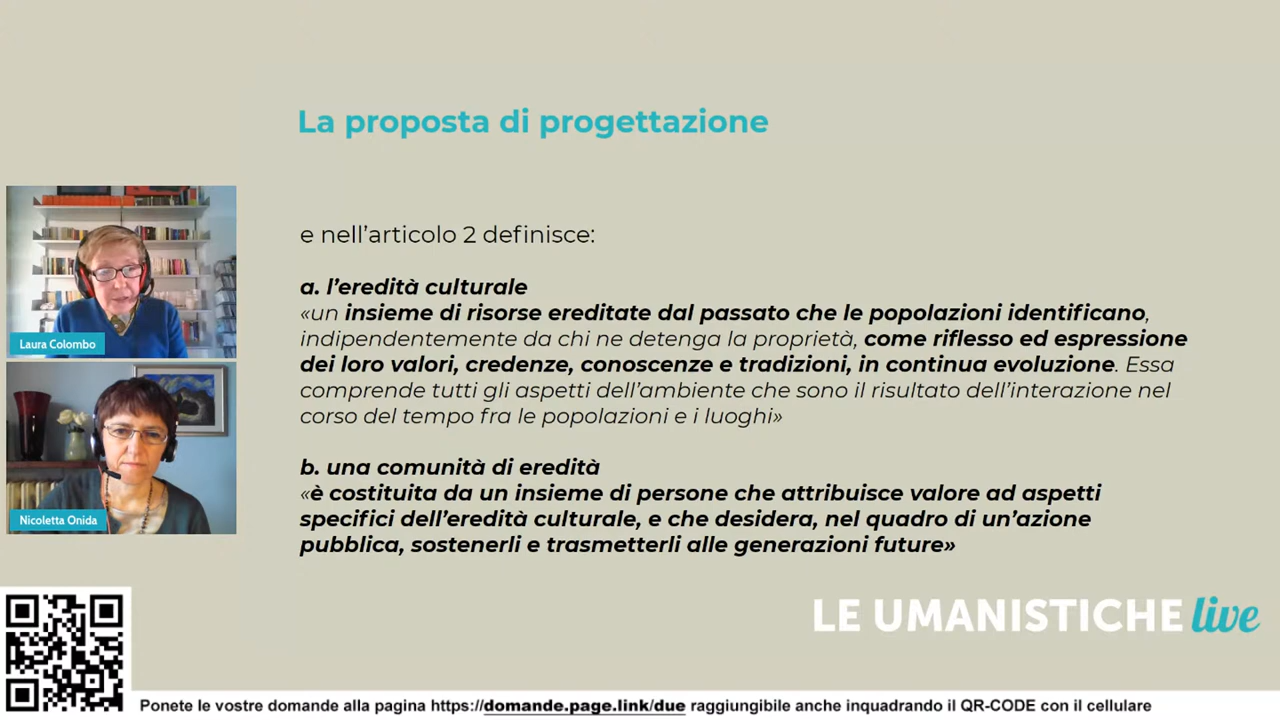 La proposta di progettazione
e nell'articolo 2 definisce:
a. l'eredità culturale
«un insieme di risorse ereditate dal passato che le popolazioni identificano,
indipendentemente da chi ne detenga la proprietà, come riflesso ed espressione
dei loro valori, credenze, conoscenze e tradizioni, in continua evoluzione. Essa
comprende tutti gli aspetti dell'ambiente che sono il risultato dell'interazione nel
corso del tempo fra le popolazioni e i luoghi»
b. una comunità di eredità
«è costituita da un insieme di persone che attribuisce valore ad aspetti
specifici dell'eredità culturale, e che desidera, nel quadro di un'azione
pubblica, sostenerli e trasmetterli alle generazioni future»
Laura Colombo
Nicoletta Onida
LE UMANISTICHE live
Ponete le vostre domande alla pagina https://domande.page.link/due raggiungibile anche inquadrando il QR-CODE con il cellulare